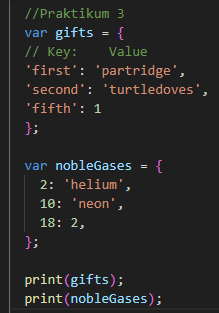 //Praktikum 3
var gifts = {
// Key:    Value
'first': 'partridge',
'second': 'turtledoves',
'fifth': 1
};

var nobleGases = {
  2: 'helium',
  10: 'neon',
  18: 2,
};

print(gifts);
print(nobleGases);